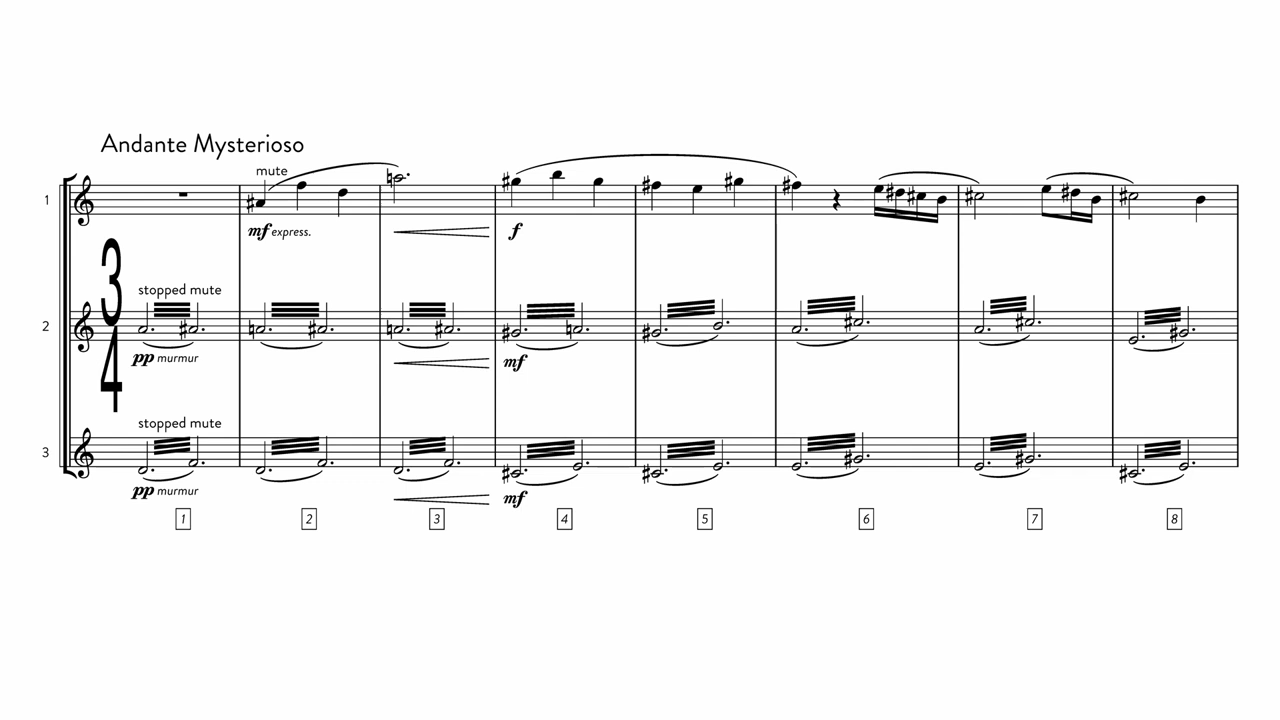 Andante Mysterioso
mute
1
mf express.
f
3
4
stopped mute
2
pp murmur
mf
stopped mute
3
pp murmur
mf
1 2 3 4 5 6 7 8